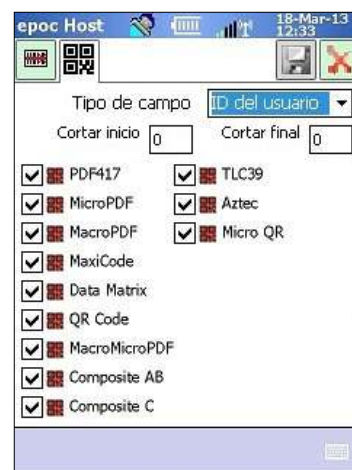 epoc Host 18-Mar-13
12:33
Tipo de campo ID del usuario
Cortar inicio 0 Cortar final 0
PDF417 TLC39
MicroPDF Aztec
MacroPDF Micro QR
MaxiCode
Data Matrix
QR Code
MacroMicroPDF
Composite AB
Composite C